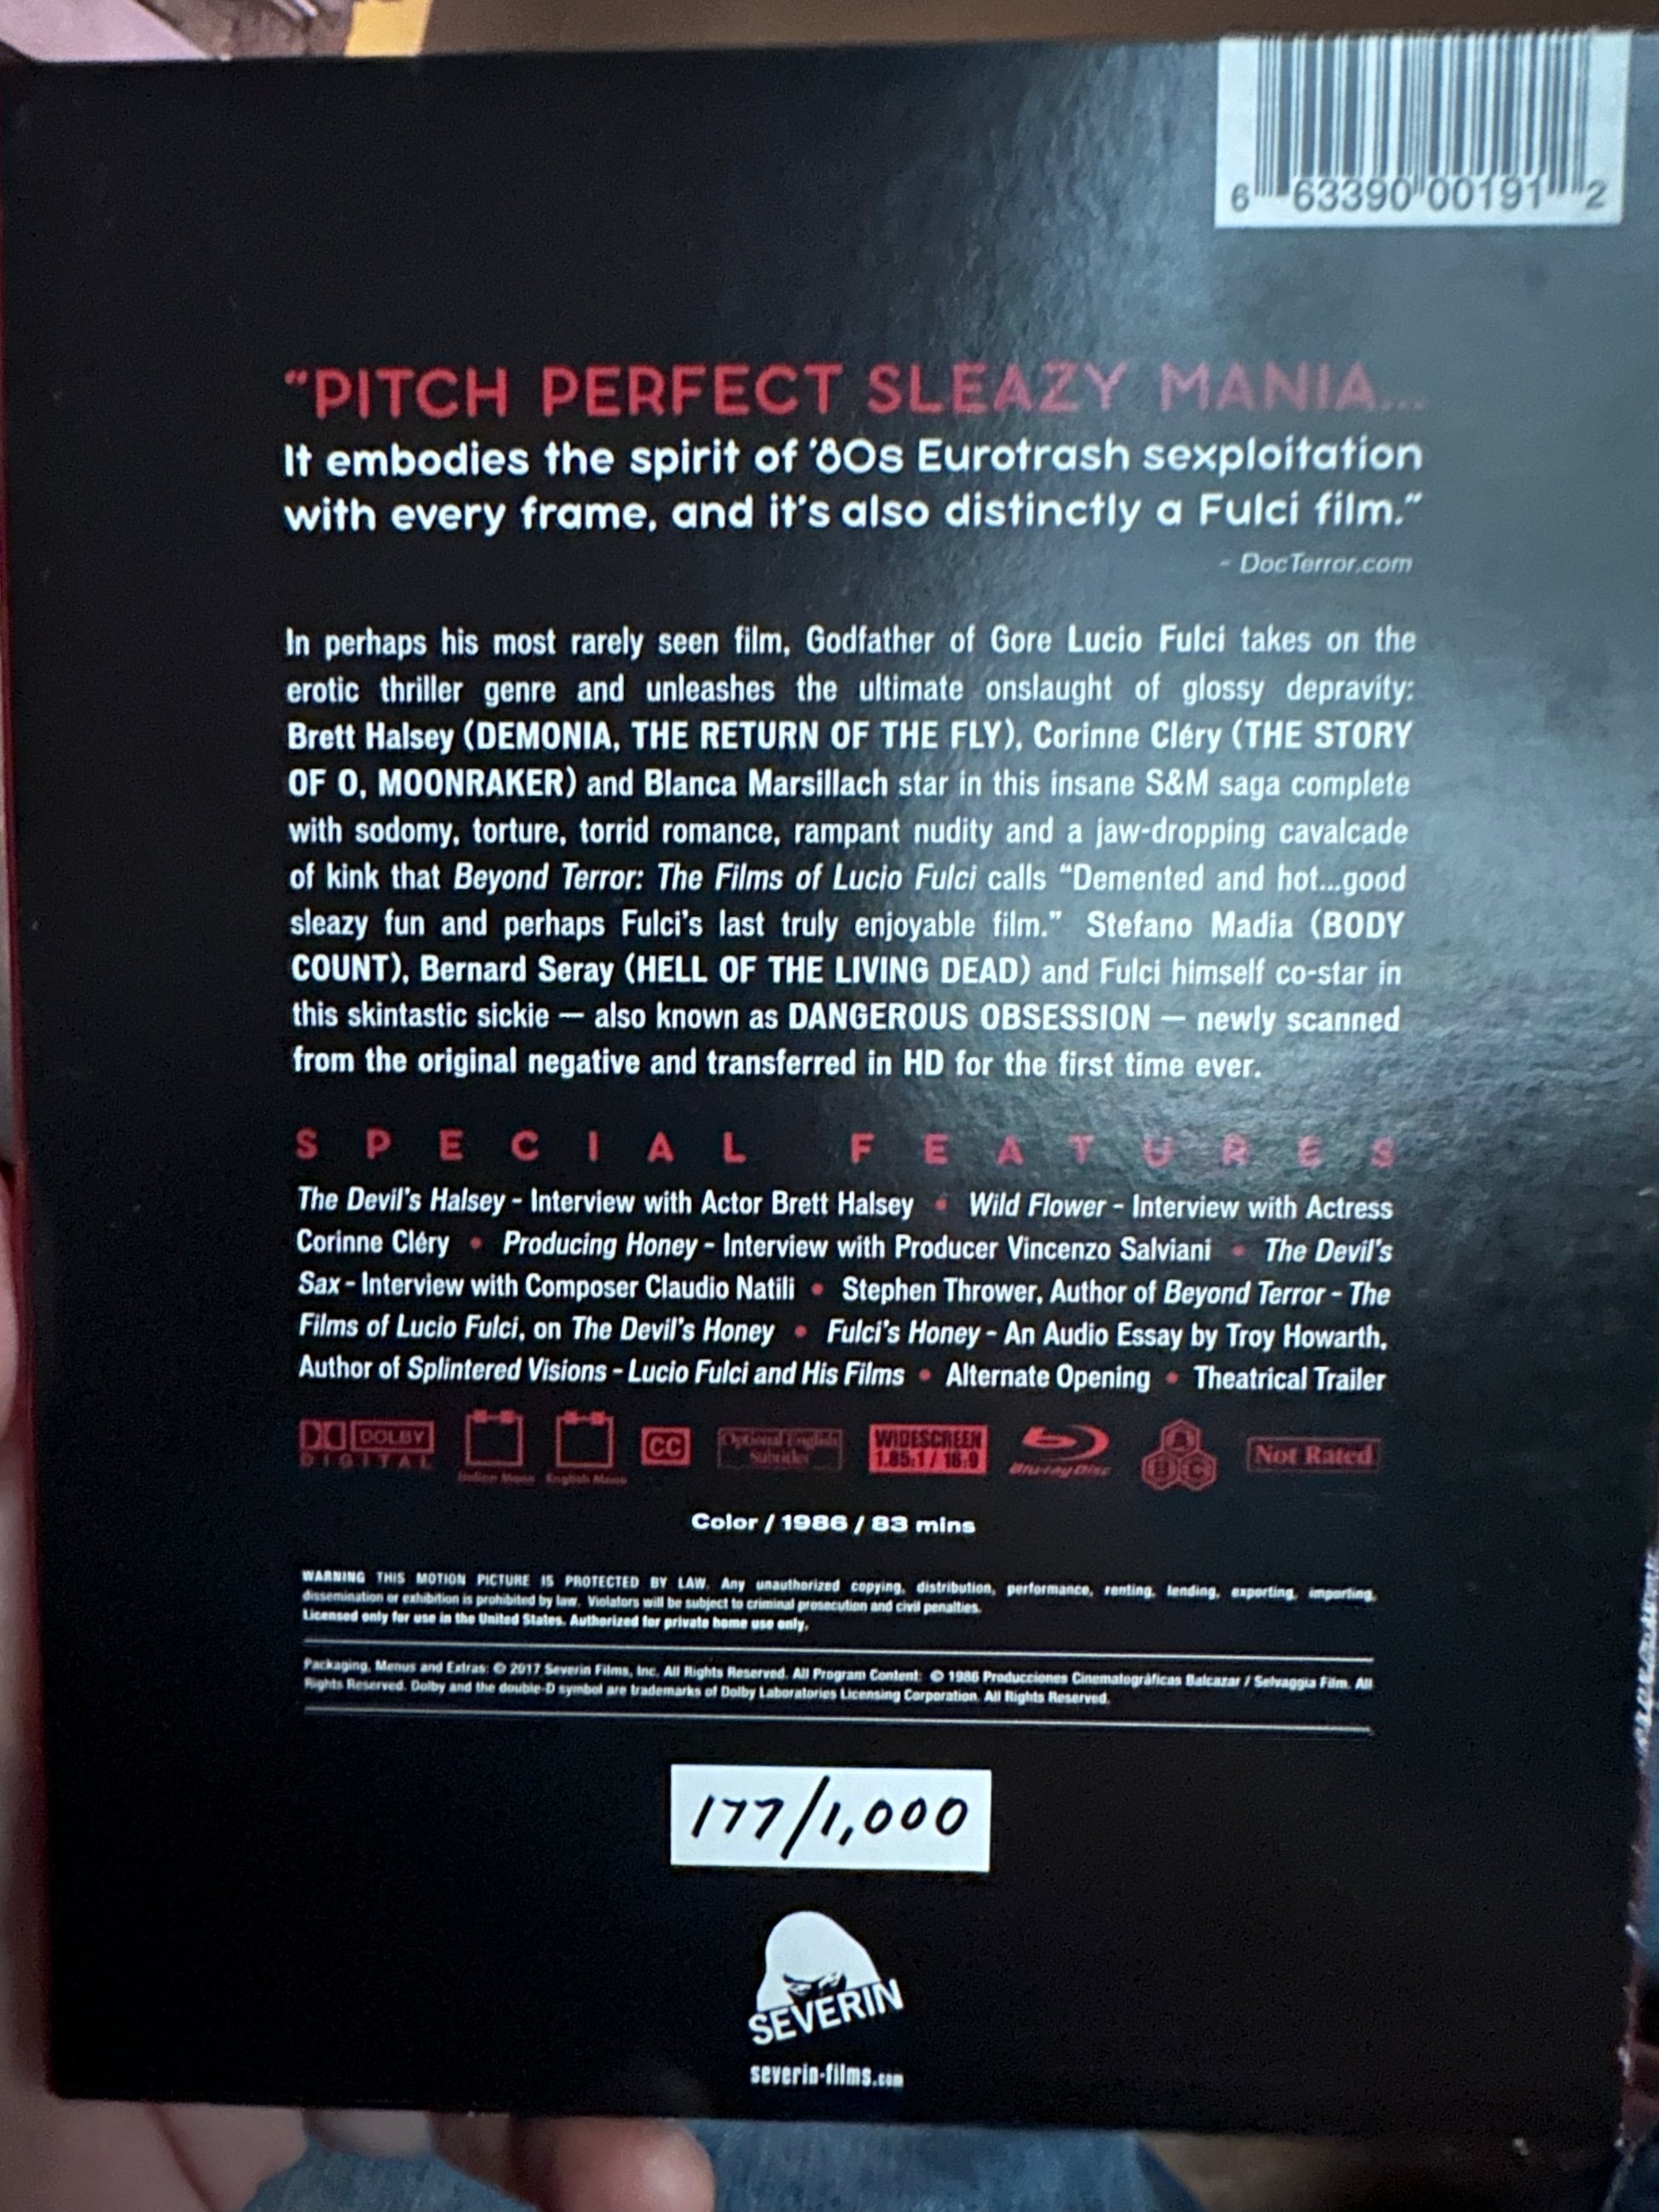 6 63390 00191 2
“PITCH PERFECT SLEAZY MANIA...
It embodies the spirit of ’80s Eurotrash sexploitation
with every frame, and it’s also distinctly a Fulci film.”
- DocTerror.com
In perhaps his most rarely seen film, Godfather of Gore Lucio Fulci takes on the
erotic thriller genre and unleashes the ultimate onslaught of glossy depravity:
Brett Halsey (DEMONIA, THE RETURN OF THE FLY), Corinne Cléry (THE STORY
OF O, MOONRAKER) and Blanca Marsillach star in this insane S&M saga complete
with sodomy, torture, torrid romance, rampant nudity and a jaw-dropping cavalcade
of kink that Beyond Terror: The Films of Lucio Fulci calls “Demented and hot...good
sleazy fun and perhaps Fulci’s last truly enjoyable film.” Stefano Madia (BODY
COUNT), Bernard Seray (HELL OF THE LIVING DEAD) and Fulci himself co-star in
this skintastic sickie — also known as DANGEROUS OBSESSION — newly scanned
from the original negative and transferred in HD for the first time ever.
SPECIAL FEATURES
The Devil’s Halsey - Interview with Actor Brett Halsey • Wild Flower - Interview with Actress
Corinne Cléry • Producing Honey - Interview with Producer Vincenzo Salviani • The Devil’s
Sax - Interview with Composer Claudio Natili • Stephen Thrower, Author of Beyond Terror - The
Films of Lucio Fulci, on The Devil’s Honey • Fulci’s Honey - An Audio Essay by Troy Howarth,
Author of Splintered Visions - Lucio Fulci and His Films • Alternate Opening • Theatrical Trailer
DOLBY
DIGITAL
Italian Mono
English Mono
CC
Optional English
Subtitles
WIDESCREEN
1.85:1 / 16:9
Blu-ray Disc
A B C
Not Rated
Color / 1986 / 83 mins
WARNING THIS MOTION PICTURE IS PROTECTED BY LAW. Any unauthorized copying, distribution, performance, renting, lending, exporting, importing,
dissemination or exhibition is prohibited by law. Violators will be subject to criminal prosecution and civil penalties.
Licensed only for use in the United States. Authorized for private home use only.
Packaging, Menus and Extras: © 2017 Severin Films, Inc. All Rights Reserved. All Program Content: © 1986 Producciones Cinematográficas Balcazar / Selvaggia Film. All
Rights Reserved. Dolby and the double-D symbol are trademarks of Dolby Laboratories Licensing Corporation. All Rights Reserved.
177/1,000
SEVERIN
severin-films.com